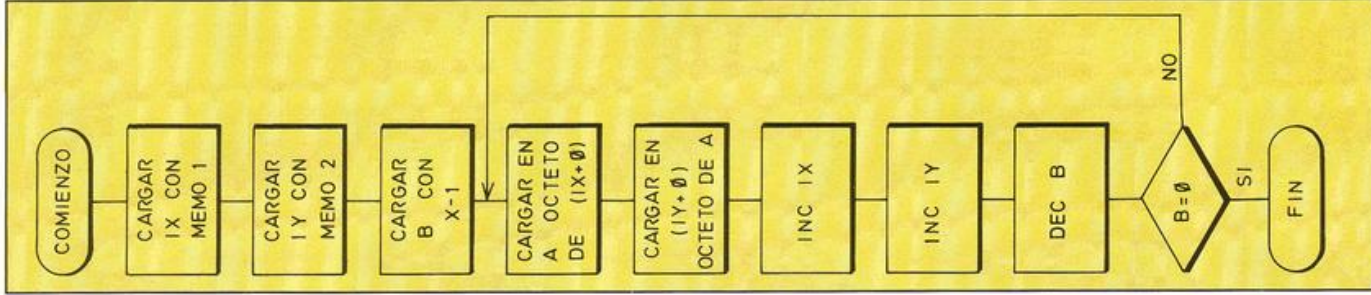 COMIENZO
CARGAR
IX CON
MEMO 1
CARGAR
IY CON
MEMO 2
CARGAR
B CON
X-1
CARGAR EN
A OCTETO
DE (IX+Ø)
CARGAR EN
(IY+Ø)
OCTETO DE A
INC IX
INC IY
DEC B
B=Ø
NO
SI
FIN